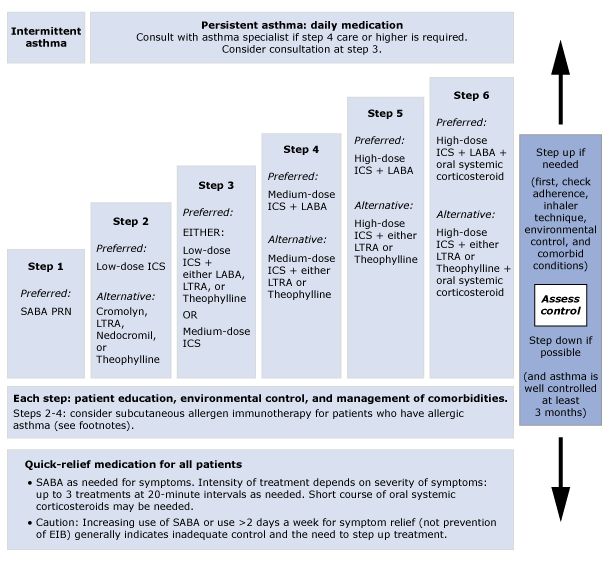 Intermittent
asthma
Persistent asthma: daily medication
Consult with asthma specialist if step 4 care or higher is required.
Consider consultation at step 3.
Step 1
Preferred:
SABA PRN
Step 2
Preferred:
Low-dose ICS
Alternative:
Cromolyn,
LTRA,
Nedocromil,
or
Theophylline
Step 3
Preferred:
EITHER:
Low-dose
ICS +
either LABA,
LTRA, or
Theophylline
OR
Medium-dose
ICS
Step 4
Preferred:
Medium-dose
ICS + LABA
Alternative:
Medium-dose
ICS + either
LTRA or
Theophylline
Step 5
Preferred:
High-dose
ICS + LABA
Alternative:
High-dose
ICS + either
LTRA or
Theophylline
Step 6
Preferred:
High-dose
ICS + LABA +
oral systemic
corticosteroid
Alternative:
High-dose
ICS + either
LTRA or
Theophylline +
oral systemic
corticosteroid
Step up if
needed
(first, check
adherence,
inhaler
technique,
environmental
control, and
comorbid
conditions)
Assess
control
Step down if
possible
(and asthma is
well controlled
at least
3 months)
Each step: patient education, environmental control, and management of comorbidities.
Steps 2-4: consider subcutaneous allergen immunotherapy for patients who have allergic
asthma (see footnotes).
Quick-relief medication for all patients
• SABA as needed for symptoms. Intensity of treatment depends on severity of symptoms:
up to 3 treatments at 20-minute intervals as needed. Short course of oral systemic
corticosteroids may be needed.
• Caution: Increasing use of SABA or use >2 days a week for symptom relief (not prevention
of EIB) generally indicates inadequate control and the need to step up treatment.